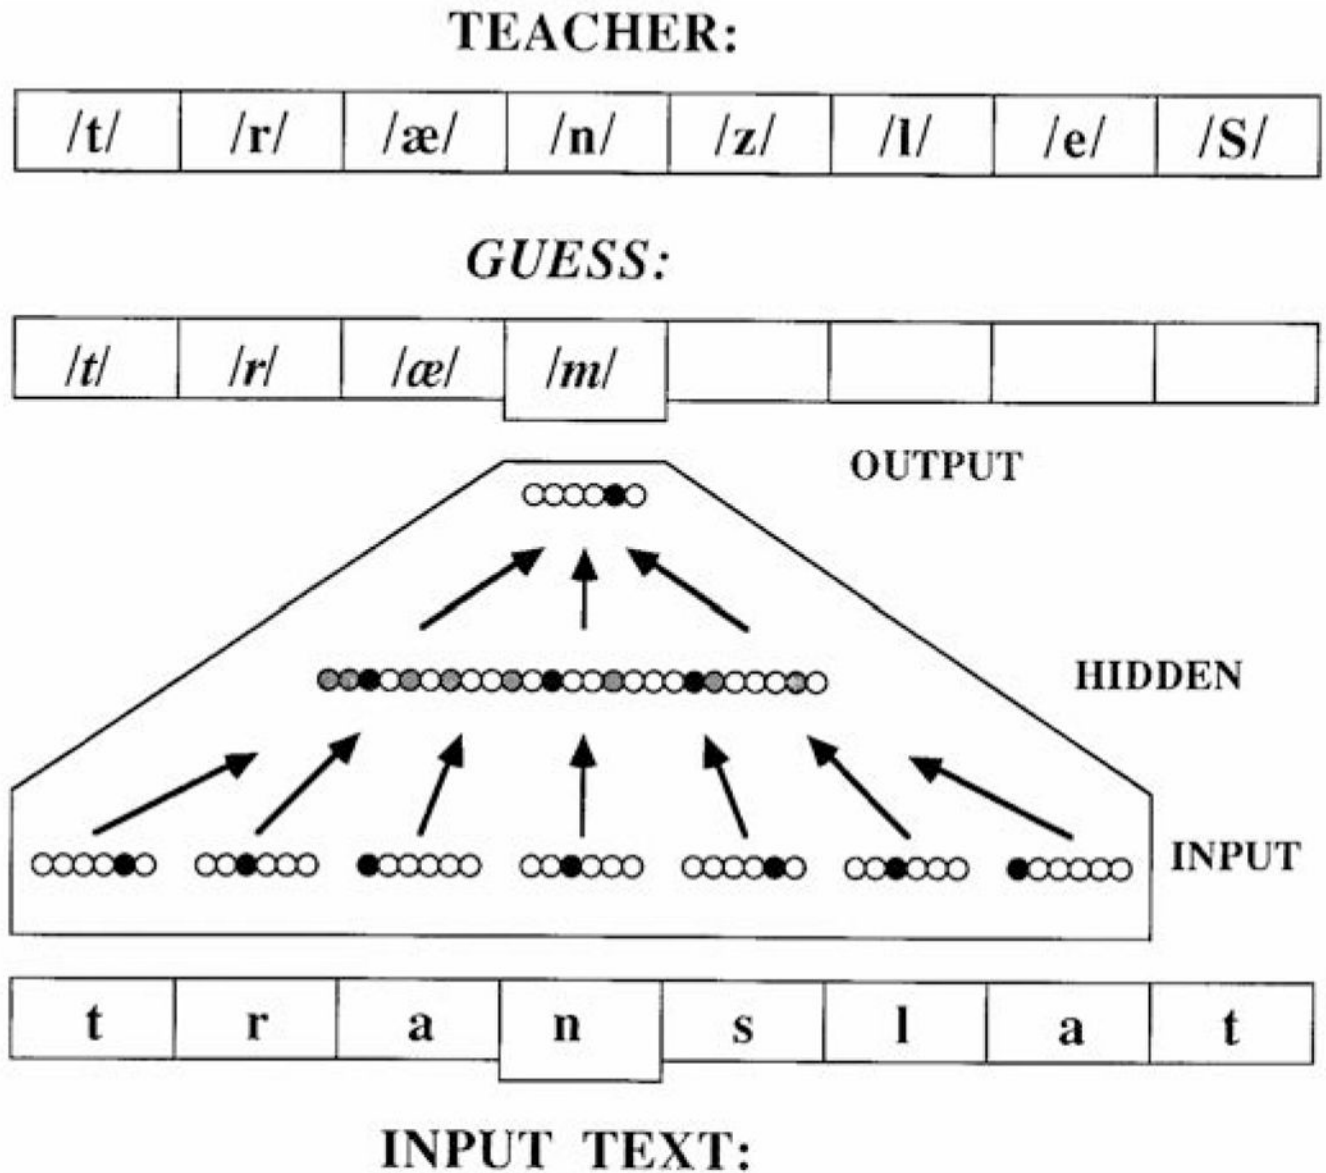 TEACHER:
/t/ /r/ /æ/ /n/ /z/ /l/ /e/ /S/
GUESS:
/t/ /r/ /æ/ /m/
OUTPUT
HIDDEN
INPUT
t r a n s l a t
INPUT TEXT: